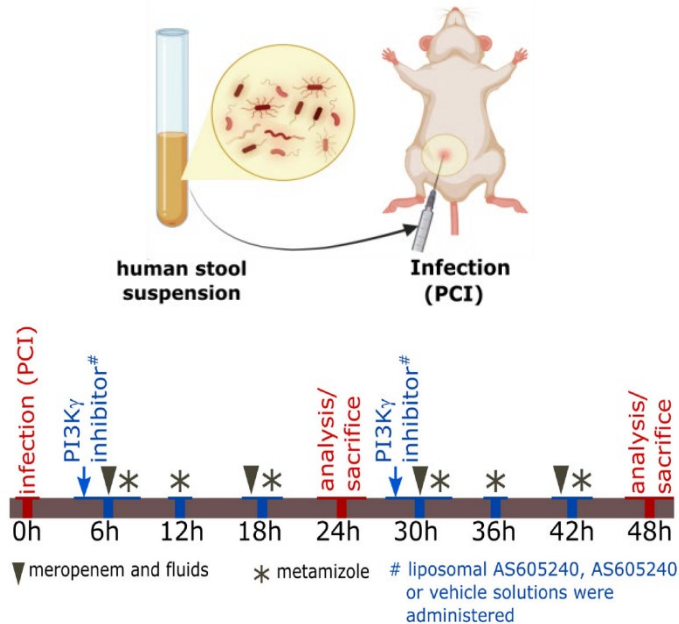 human stool
suspension
Infection
(PCI)
infection (PCI)
PI3Kγ
inhibitor#
analysis/
sacrifice
PI3Kγ
inhibitor#
analysis/
sacrifice
0h 6h 12h 18h 24h 30h 36h 42h 48h
meropenem and fluids
metamizole
# liposomal AS605240, AS605240
or vehicle solutions were
administered